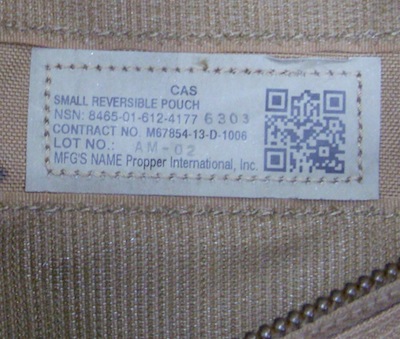 CAS
SMALL REVERSIBLE POUCH
NSN: 8465-01-612-4177 6303
CONTRACT NO. M67854-13-D-1006
LOT NO.: AM-02
MFG'S NAME Propper International, Inc.